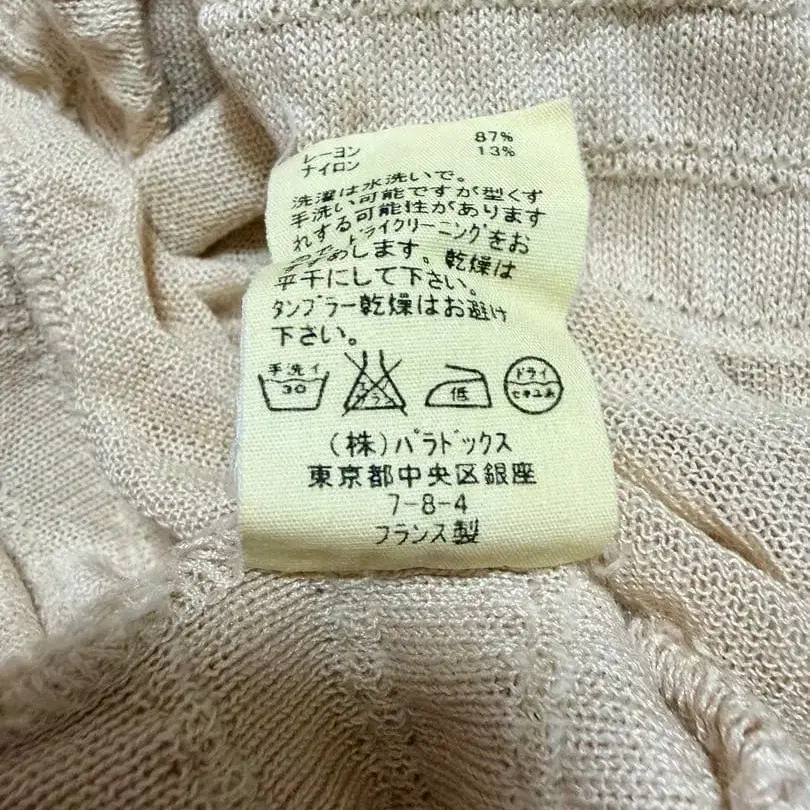 レーヨン 87%
ナイロン 13%
洗濯は水洗いで。
手洗い可能ですが型くず
れする可能性があります
ドライクリーニングをお
すすめします。乾燥は
平干にして下さい。
タンブラー乾燥はお避け
下さい。
手洗イ 30 低 ドライ セキユ系
(株)パラドックス
東京都中央区銀座
7-8-4
フランス製